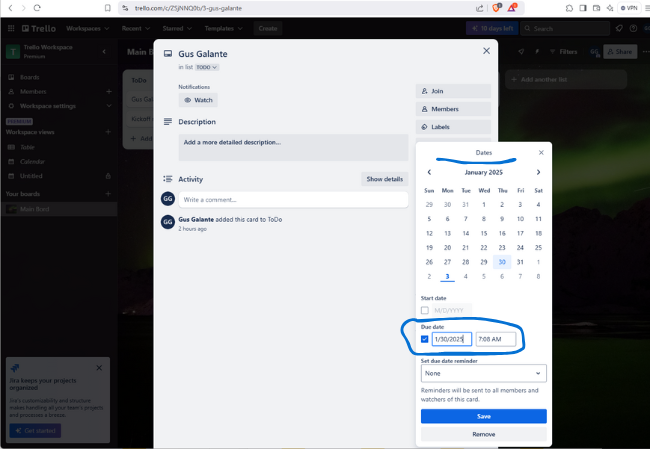 trello.com/c/ZSjNNQ0b/3-gus-galante
VPN
Trello
Workspaces
Recent
Starred
Templates
Create
10 days left
Search
Trello Workspace
Premium
Main Bo
Filters
GG
Share
Boards
Members
Workspace settings
PREMIUM
Workspace views
Table
Calendar
Untitled
Your boards
Main Bord
ToDo
Gus Ga
Kickoff
Add
Add another list
Gus Galante
in list TODO
Notifications
Watch
Description
Add a more detailed description...
Activity
Show details
GG
Write a comment...
GG
Gus Galante added this card to ToDo
2 hours ago
Join
Members
Labels
Dates
January 2025
Sun Mon Tue Wed Thu Fri Sat
29 30 31 1 2 3 4
5 6 7 8 9 10 11
12 13 14 15 16 17 18
19 20 21 22 23 24 25
26 27 28 29 30 31 1
2 3 4 5 6 7 8
Start date
M/D/YYYY
Due date
1/30/2025
7:08 AM
Set due date reminder
None
Reminders will be sent to all members and
watchers of this card.
Save
Remove
Jira keeps your projects
organized
Jira's customizability and structure
makes handling all your team's projects
and processes a breeze.
Get started